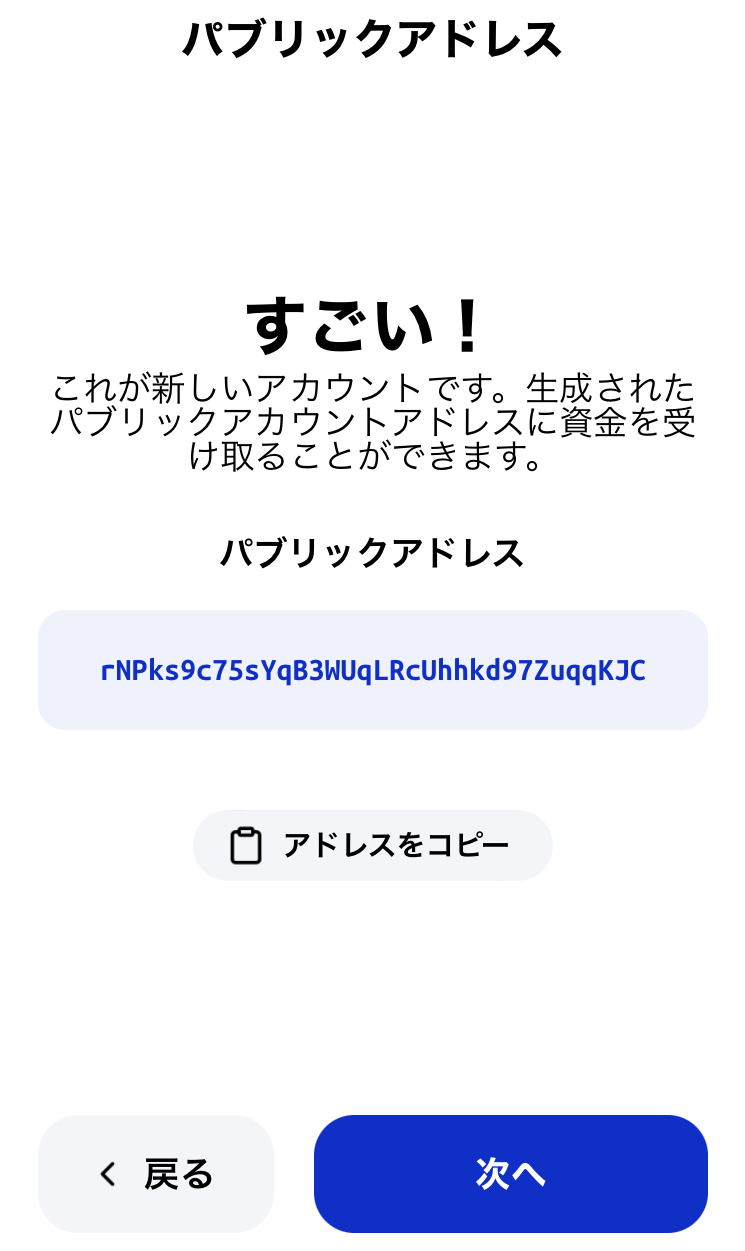 パブリックアドレス
すごい！
これが新しいアカウントです。生成された
パブリックアカウントアドレスに資金を受
け取ることができます。
パブリックアドレス
rNPks9c75sYqB3WUqLRcUhhkd97ZuqqKJC
アドレスをコピー
戻る
次へ